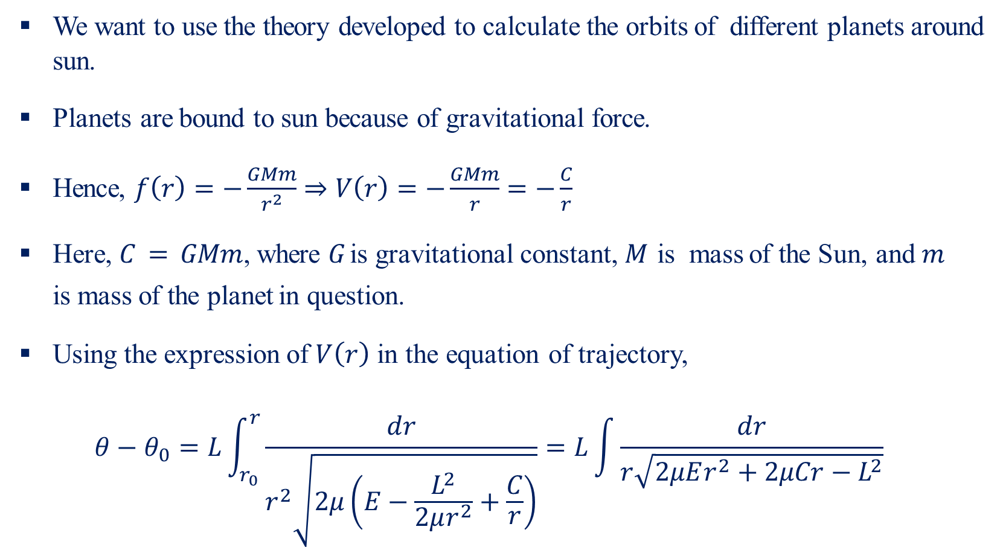 ▪ We want to use the theory developed to calculate the orbits of different planets around
sun.
▪ Planets are bound to sun because of gravitational force.
▪ Hence, $f(r) = -\frac{GMm}{r^2} \Rightarrow V(r) = -\frac{GMm}{r} = -\frac{C}{r}$
▪ Here, $C = GMm$, where $G$ is gravitational constant, $M$ is mass of the Sun, and $m$
is mass of the planet in question.
▪ Using the expression of $V(r)$ in the equation of trajectory,
$\theta - \theta_0 = L \int_{r_0}^{r} \frac{dr}{r^2 \sqrt{2\mu \left( E - \frac{L^2}{2\mu r^2} + \frac{C}{r} \right)}} = L \int \frac{dr}{r\sqrt{2\mu E r^2 + 2\mu C r - L^2}}$